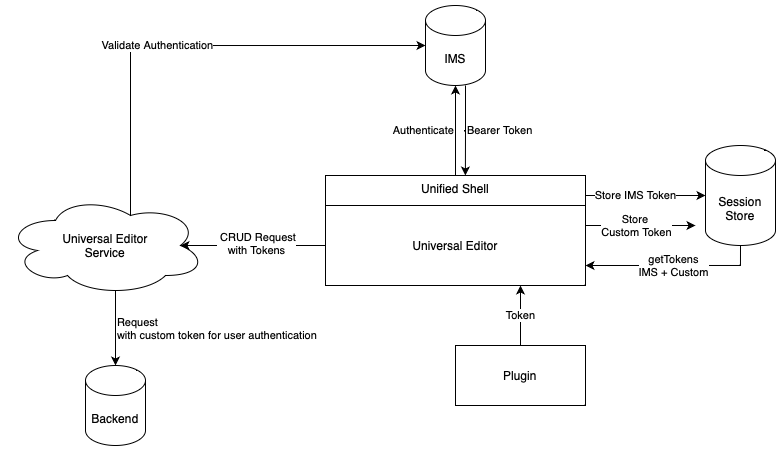 Validate Authentication
IMS
Authenticate
Bearer Token
Unified Shell
Store IMS Token
Session
Store
Store
Custom Token
Universal Editor
Service
CRUD Request
with Tokens
Universal Editor
getTokens
IMS + Custom
Token
Request
with custom token for user authentication
Plugin
Backend